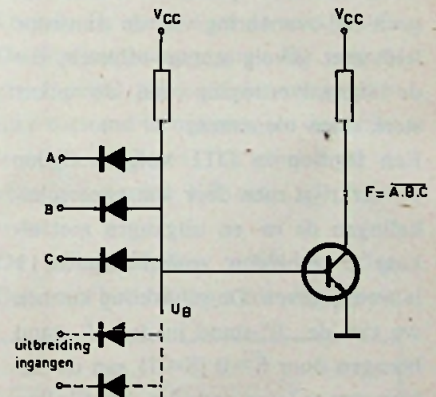 VCC
VCC
A
B
C
F = A.B.C
UB
uitbreiding
ingangen